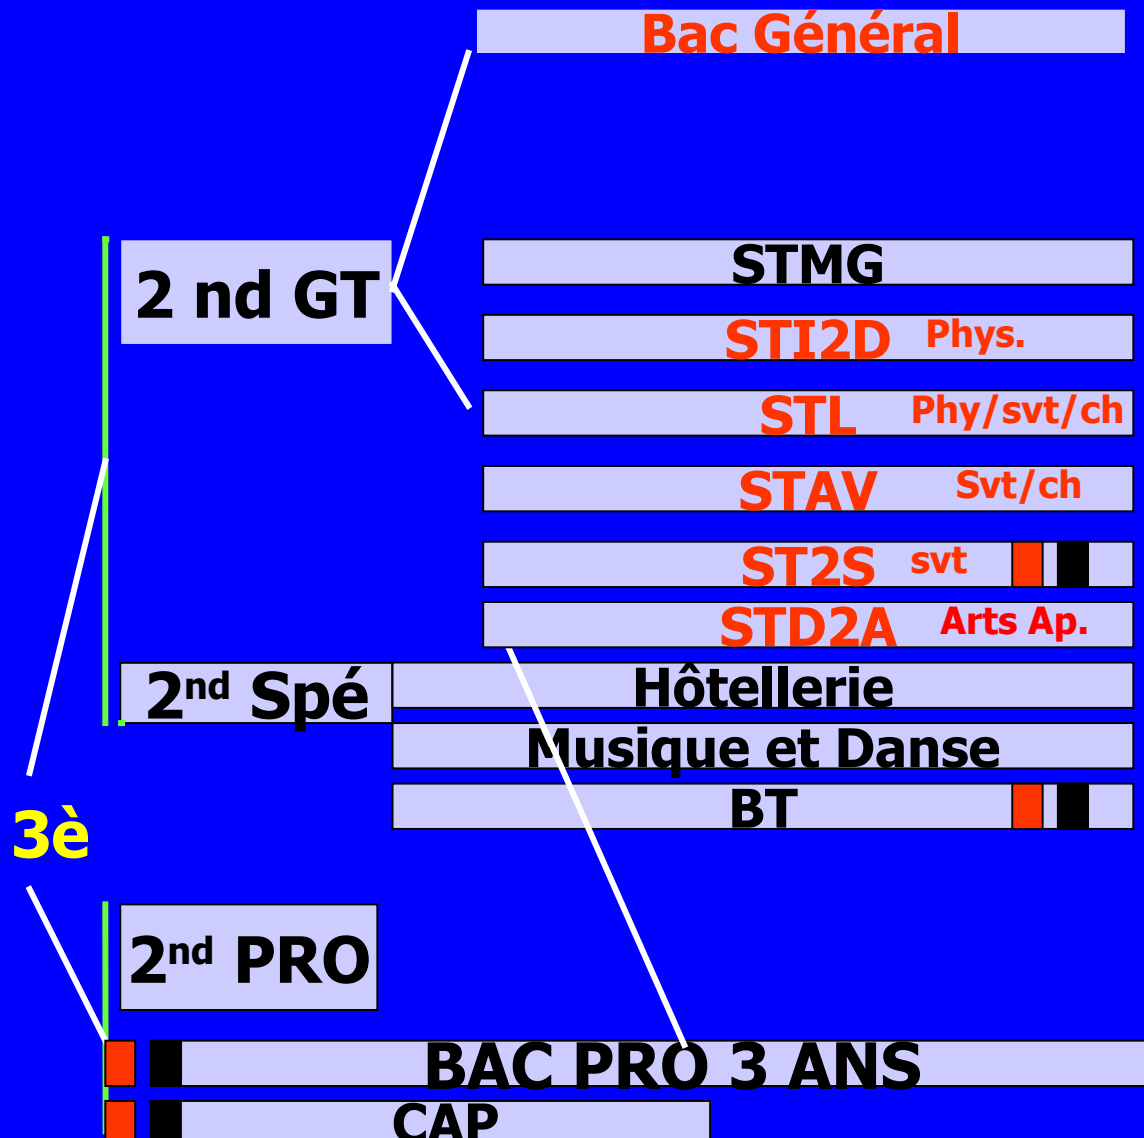 Bac Général
2 nd GT
STMG
STI2D Phys.
STL Phy/svt/ch
STAV Svt/ch
ST2S svt
STD2A Arts Ap.
2nd Spé Hôtellerie
Musique et Danse
BT
3è
2nd PRO
BAC PRO 3 ANS
CAP